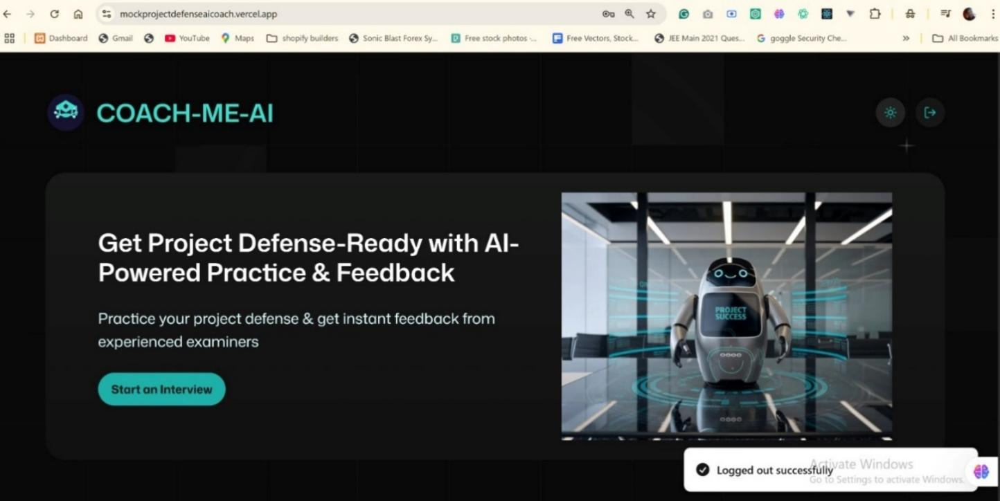 mockprojectdefenseaicoach.vercel.app
Dashboard Gmail YouTube Maps shopify builders Sonic Blast Forex Sy... Free stock photos -... Free Vectors, Stock... JEE Main 2021 Ques... goggle Security Che... » All Bookmarks
COACH-ME-AI
Get Project Defense-Ready with AI-
Powered Practice & Feedback
Practice your project defense & get instant feedback from
experienced examiners
Start an Interview
PROJECT
SUCCESS
Logged out successfully
Activate Windows
Go to Settings to activate Windows.